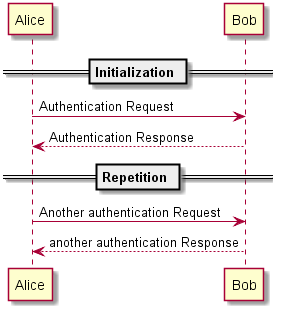 Alice Bob
Initialization
Authentication Request
Authentication Response
Repetition
Another authentication Request
another authentication Response
Alice Bob